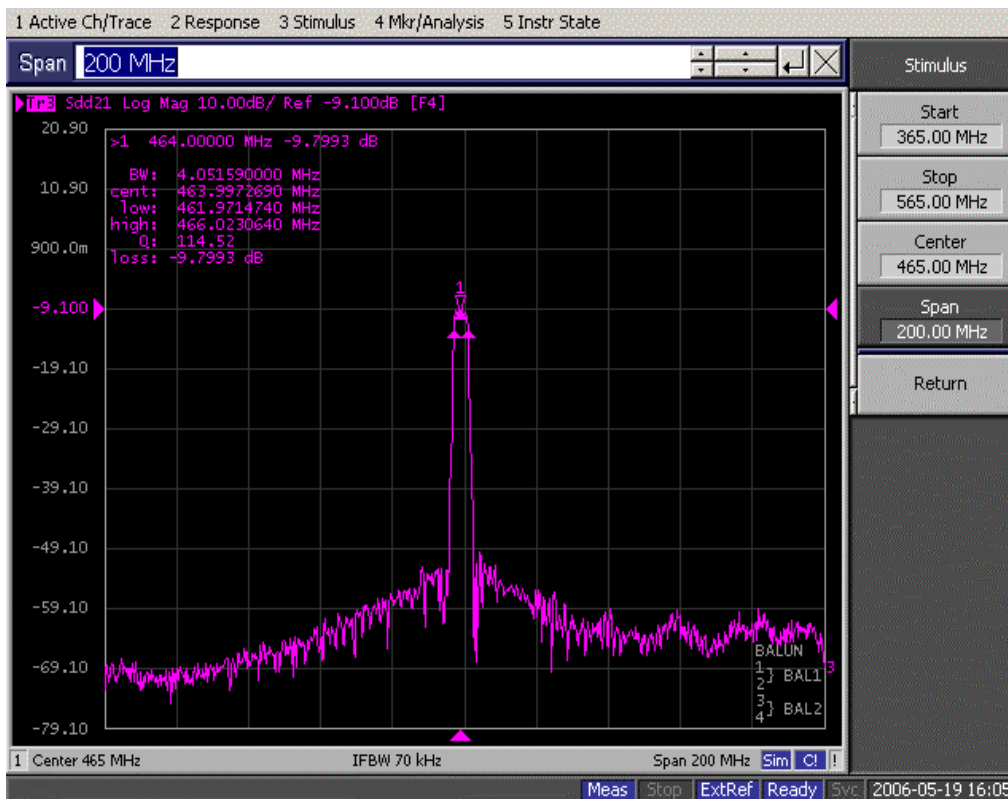 1 Active Ch/Trace 2 Response 3 Stimulus 4 Mkr/Analysis 5 Instr State
Span 200 MHz
Stimulus
Start
365.00 MHz
Stop
565.00 MHz
Center
465.00 MHz
Span
200.00 MHz
Return
Tr3 Sdd21 Log Mag 10.00dB/ Ref -9.100dB [F4]
20.90
10.90
900.0m
-9.100
-19.10
-29.10
-39.10
-49.10
-59.10
-69.10
-79.10
>1 464.00000 MHz -9.7993 dB
BW: 4.051590000 MHz
cent: 463.9972690 MHz
low: 461.9714740 MHz
high: 466.0230640 MHz
Q: 114.52
loss: -9.7993 dB
1
BALUN
1
2} BAL1
3
4} BAL2
3
1 Center 465 MHz IFBW 70 kHz Span 200 MHz Sim C! !
Meas Stop ExtRef Ready Svc 2006-05-19 16:05